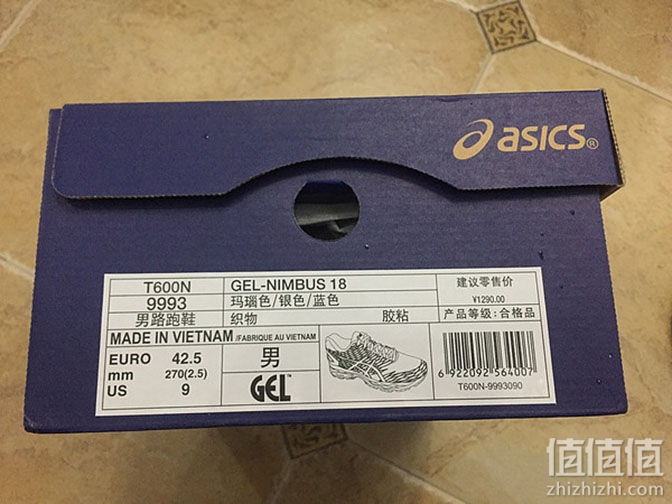 asics®
T600N
GEL-NIMBUS 18
建议零售价
9993
玛瑙色/银色/蓝色
¥1290.00
男路跑鞋
织物
胶粘
产品等级:合格品
MADE IN VIETNAM /FABRIQUE AU VIETNAM
EURO 42.5
男
mm 270(2.5)
US 9
GEL™
6 922092 564007
T600N-9993090
值值值
zhizhizhi.com